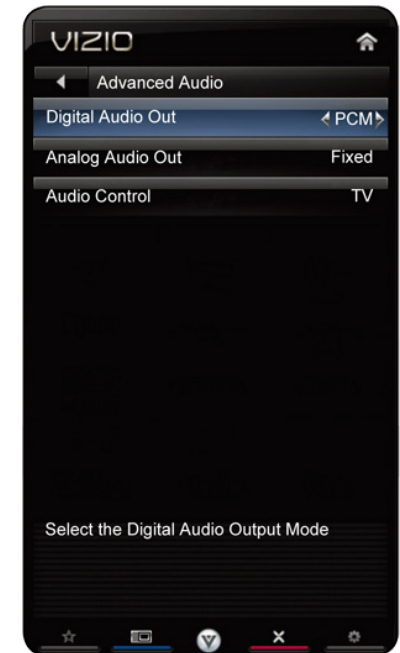 VIZIO
Advanced Audio
Digital Audio Out PCM
Analog Audio Out Fixed
Audio Control TV
Select the Digital Audio Output Mode
V